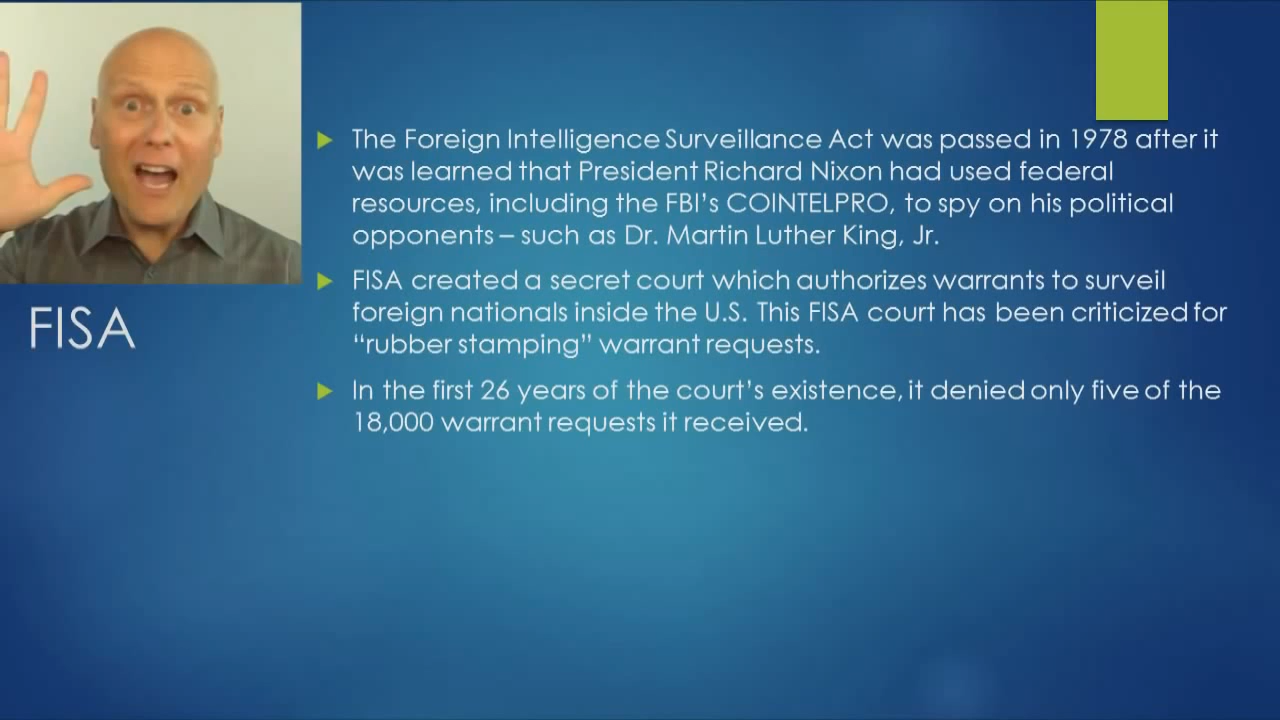 The Foreign Intelligence Surveillance Act was passed in 1978 after it
was learned that President Richard Nixon had used federal
resources, including the FBI's COINTELPRO, to spy on his political
opponents – such as Dr. Martin Luther King, Jr.
FISA created a secret court which authorizes warrants to surveil
foreign nationals inside the U.S. This FISA court has been criticized for
“rubber stamping” warrant requests.
In the first 26 years of the court's existence, it denied only five of the
18,000 warrant requests it received.
FISA